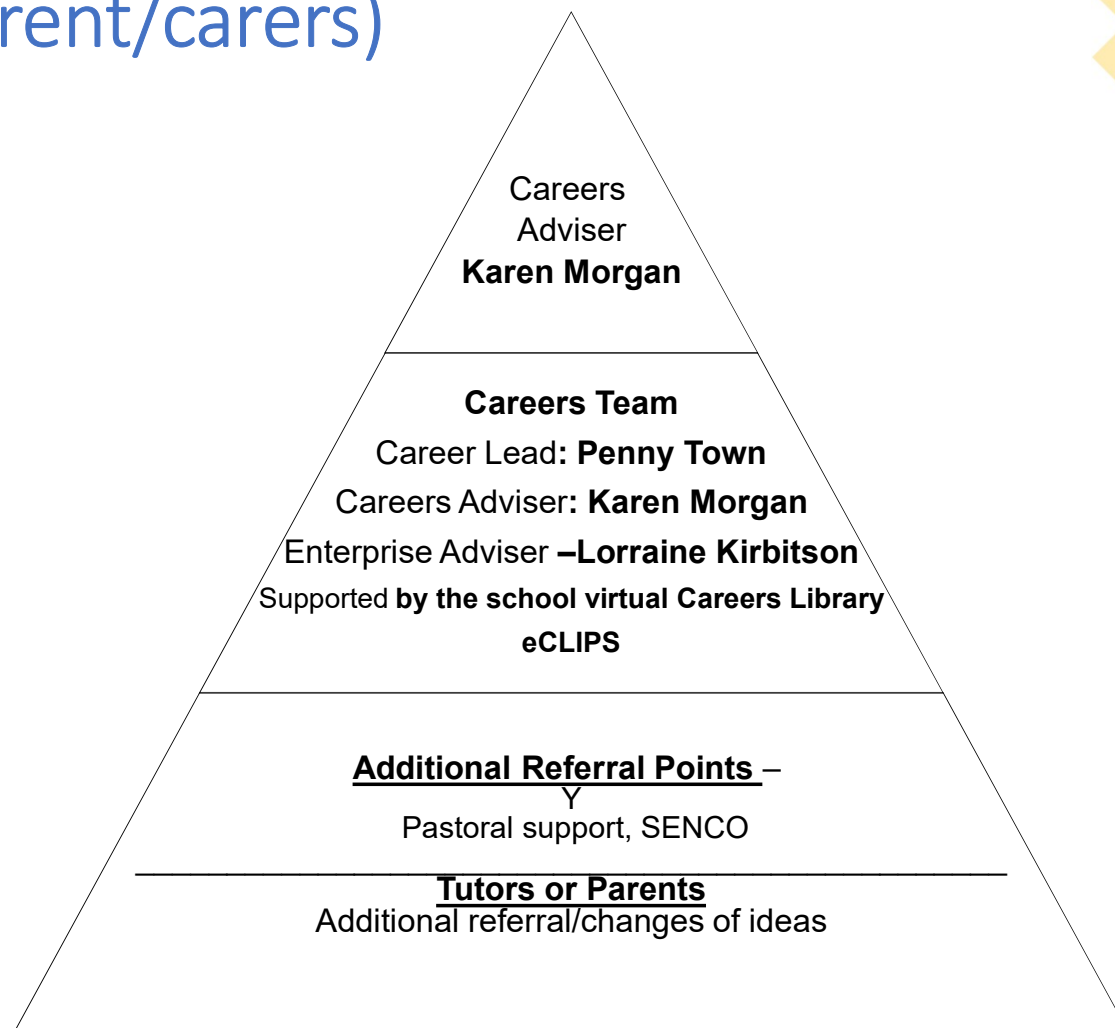 rent/carers)
Careers
Adviser
Karen Morgan
Careers Team
Career Lead: Penny Town
Careers Adviser: Karen Morgan
Enterprise Adviser –Lorraine Kirbitson
Supported by the school virtual Careers Library
eCLIPS
Additional Referral Points –
Y
Pastoral support, SENCO
Tutors or Parents
Additional referral/changes of ideas